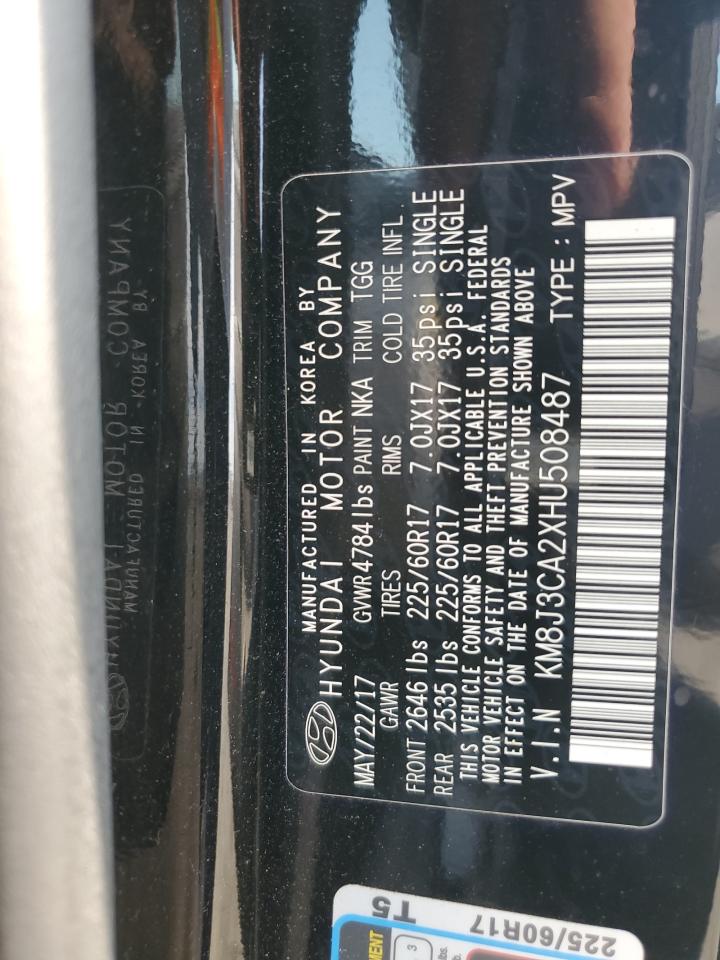 MANUFACTURED IN KOREA BY
HYUNDAI MOTOR COMPANY
MAY/22/17 GVWR4784lbs PAINT NKA TRIM TGG
GAWR TIRES RMS COLD TIRE INFL.
FRONT 2646 lbs 225/60R17 7.0JX17 35psi SINGLE
REAR 2535 lbs 225/60R17 7.0JX17 35psi SINGLE
THIS VEHICLE CONFORMS TO ALL APPLICABLE U.S.A. FEDERAL
MOTOR VEHICLE SAFETY AND THEFT PREVENTION STANDARDS
IN EFFECT ON THE DATE OF MANUFACTURE SHOWN ABOVE
V.I.N KM8J3CA2XHU508487 TYPE : MPV
T5
225/60R17
3
lbs.